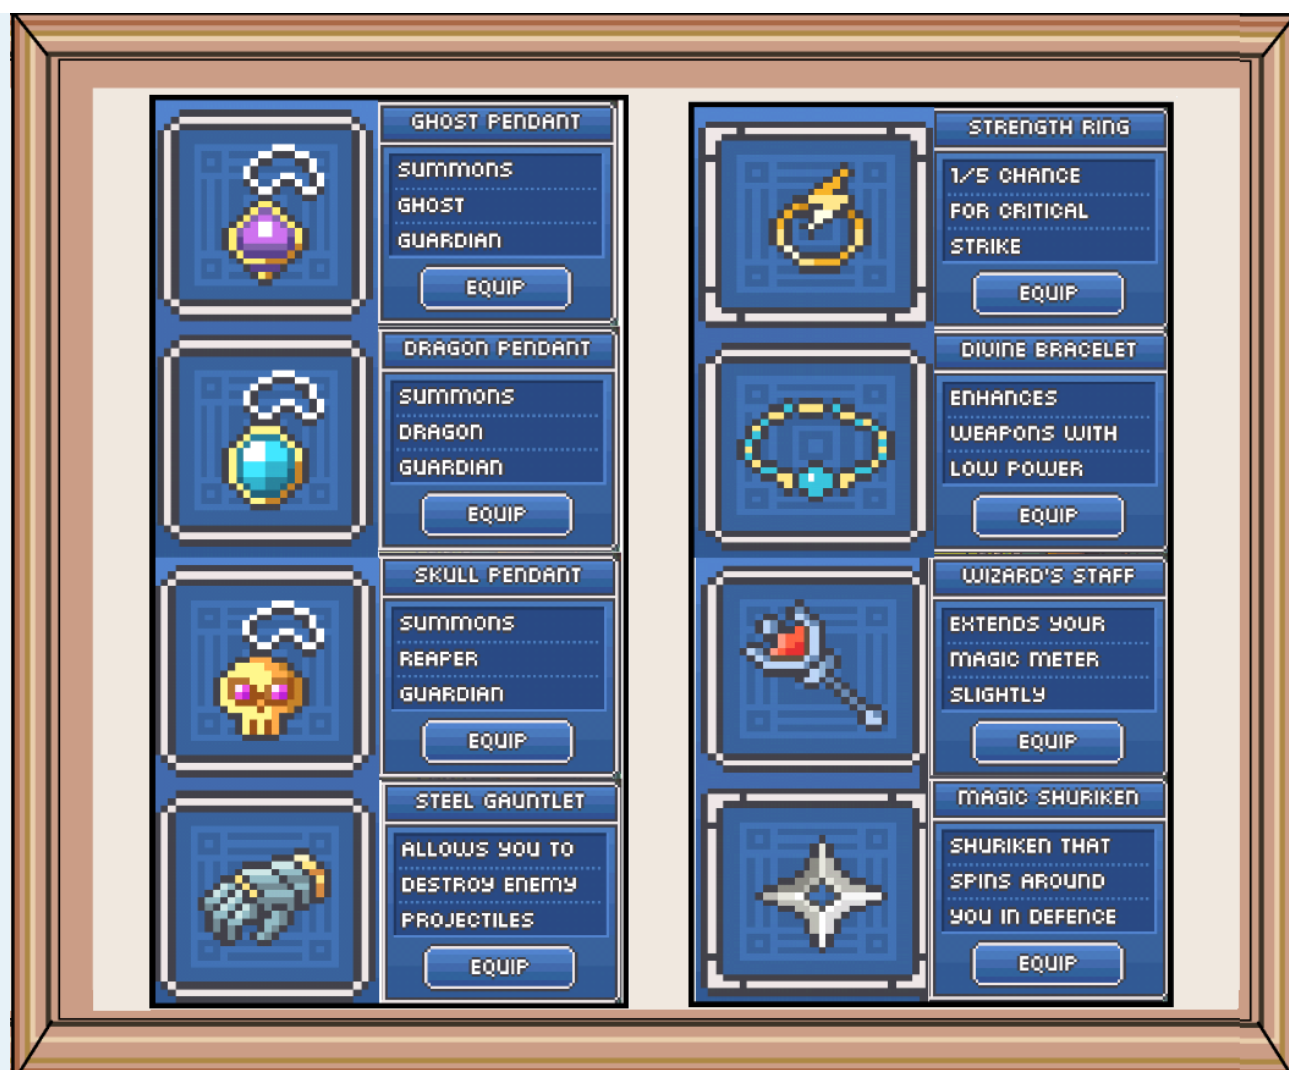 GHOST PENDANT
SUMMONS
GHOST
GUARDIAN
EQUIP
DRAGON PENDANT
SUMMONS
DRAGON
GUARDIAN
EQUIP
SKULL PENDANT
SUMMONS
REAPER
GUARDIAN
EQUIP
STEEL GAUNTLET
ALLOWS YOU TO
DESTROY ENEMY
PROJECTILES
EQUIP
STRENGTH RING
1/5 CHANCE
FOR CRITICAL
STRIKE
EQUIP
DIVINE BRACELET
ENHANCES
WEAPONS WITH
LOW POWER
EQUIP
WIZARD'S STAFF
EXTENDS YOUR
MAGIC METER
SLIGHTLY
EQUIP
MAGIC SHURIKEN
SHURIKEN THAT
SPINS AROUND
YOU IN DEFENCE
EQUIP